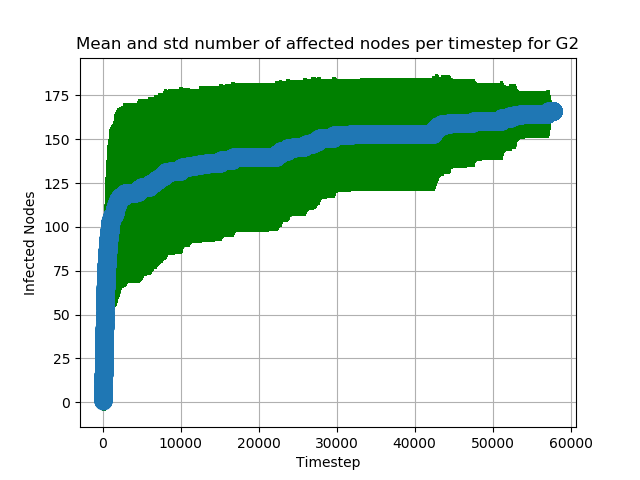 Mean and std number of affected nodes per timestep for G2
Infected Nodes
175
150
125
100
75
50
25
0
0 10000 20000 30000 40000 50000 60000
Timestep